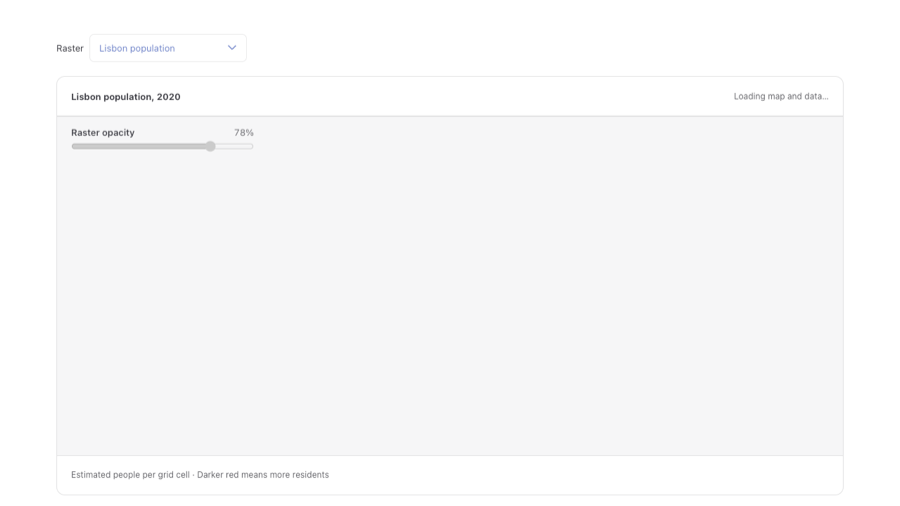 Raster Lisbon population
Lisbon population, 2020 Loading map and data...
Raster opacity 78%
Estimated people per grid cell · Darker red means more residents